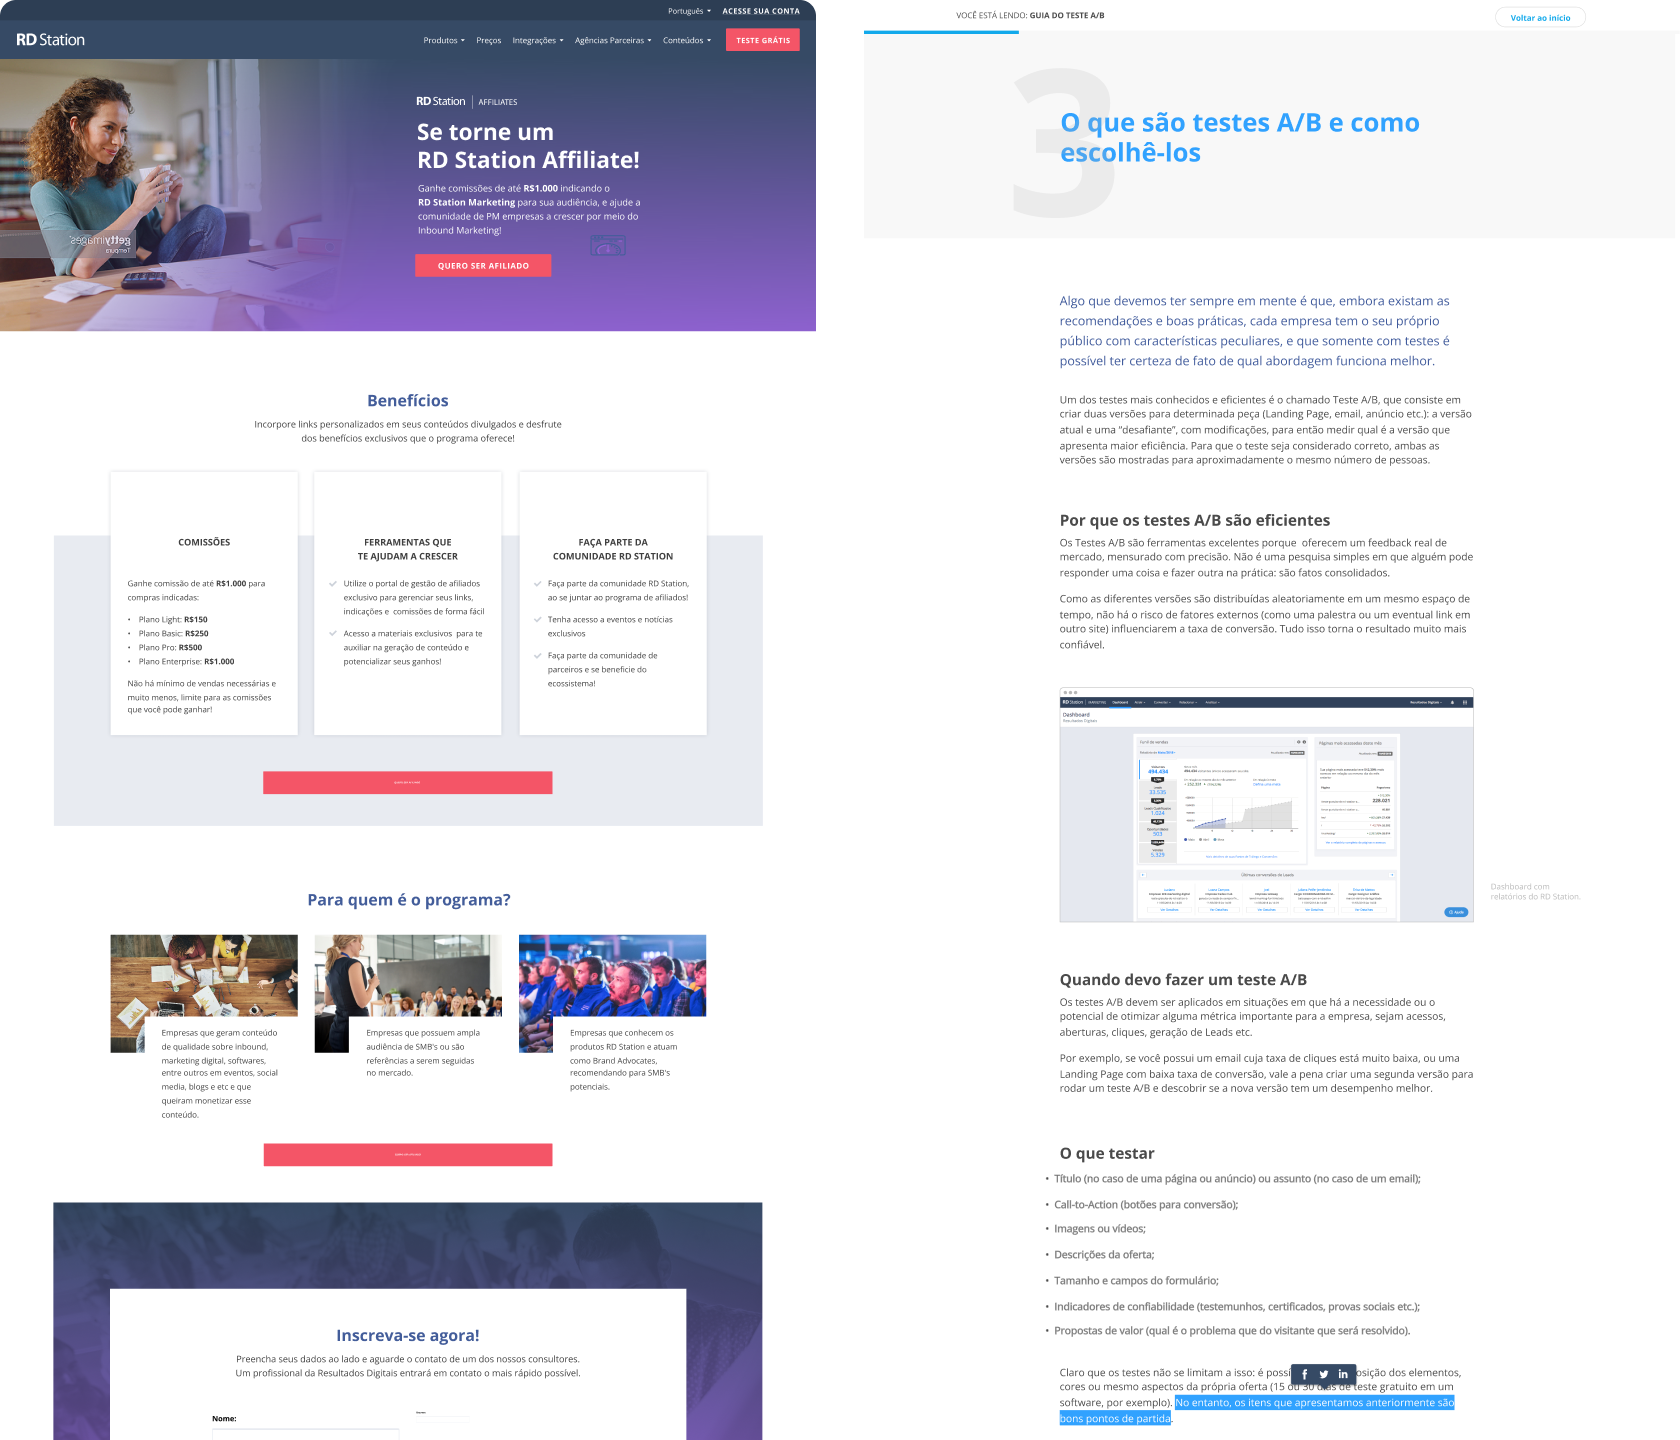 Português
ACESSE SUA CONTA
RD Station
Produtos
Preços
Integrações
Agências Parceiras
Conteúdos
TESTE GRÁTIS
RD Station | AFFILIATES
Se torne um
RD Station Affiliate!
Ganhe comissões de até R$1.000 indicando o
RD Station Marketing para sua audiência, e ajude a
comunidade de PM empresas a crescer por meio do
Inbound Marketing!
QUERO SER AFILIADO
gettyimages
Tempura
Benefícios
Incorpore links personalizados em seus conteúdos divulgados e desfrute
dos benefícios exclusivos que o programa oferece!
COMISSÕES
Ganhe comissão de até R$1.000 para
compras indicadas:
• Plano Light: R$150
• Plano Basic: R$250
• Plano Pro: R$500
• Plano Enterprise: R$1.000
Não há mínimo de vendas necessárias e
muito menos, limite para as comissões
que você pode ganhar!
FERRAMENTAS QUE
TE AJUDAM A CRESCER
Utilize o portal de gestão de afiliados
exclusivo para gerenciar seus links,
indicações e comissões de forma fácil
Acesso a materiais exclusivos para te
auxiliar na geração de conteúdo e
potencializar seus ganhos!
FAÇA PARTE DA
COMUNIDADE RD STATION
Faça parte da comunidade RD Station,
ao se juntar ao programa de afiliados!
Tenha acesso a eventos e notícias
exclusivos
Faça parte da comunidade de
parceiros e se beneficie do
ecossistema!
Para quem é o programa?
Empresas que geram conteúdo
de qualidade sobre inbound,
marketing digital, softwares,
entre outros em eventos, social
media, blogs e etc e que
queiram monetizar esse
conteúdo.
Empresas que possuem ampla
audiência de SMB's ou são
referências a serem seguidas
no mercado.
Empresas que conhecem os
produtos RD Station e atuam
como Brand Advocates,
recomendando para SMB's
potenciais.
Inscreva-se agora!
Preencha seus dados ao lado e aguarde o contato de um dos nossos consultores.
Um profissional da Resultados Digitais entrará em contato o mais rápido possível.
Nome:
VOCÊ ESTÁ LENDO: GUIA DO TESTE A/B
Voltar ao início
3
O que são testes A/B e como
escolhê-los
Algo que devemos ter sempre em mente é que, embora existam as
recomendações e boas práticas, cada empresa tem o seu próprio
público com características peculiares, e que somente com testes é
possível ter certeza de fato de qual abordagem funciona melhor.
Um dos testes mais conhecidos e eficientes é o chamado Teste A/B, que consiste em
criar duas versões para determinada peça (Landing Page, email, anúncio etc.): a versão
atual e uma “desafiante”, com modificações, para então medir qual é a versão que
apresenta maior eficiência. Para que o teste seja considerado correto, ambas as
versões são mostradas para aproximadamente o mesmo número de pessoas.
Por que os testes A/B são eficientes
Os Testes A/B são ferramentas excelentes porque oferecem um feedback real de
mercado, mensurado com precisão. Não é uma pesquisa simples em que alguém pode
responder uma coisa e fazer outra na prática: são fatos consolidados.
Como as diferentes versões são distribuídas aleatoriamente em um mesmo espaço de
tempo, não há o risco de fatores externos (como uma palestra ou um eventual link em
outro site) influenciarem a taxa de conversão. Tudo isso torna o resultado muito mais
confiável.
RD Station
Dashboard
Dashboard
Resultados Digitais
494.434
33.535
1.024
503
5.329
228.021
Últimas conversões de Leads
Ajuda
Dashboard com
relatórios do RD Station.
Quando devo fazer um teste A/B
Os testes A/B devem ser aplicados em situações em que há a necessidade ou o
potencial de otimizar alguma métrica importante para a empresa, sejam acessos,
aberturas, cliques, geração de Leads etc.
Por exemplo, se você possui um email cuja taxa de cliques está muito baixa, ou uma
Landing Page com baixa taxa de conversão, vale a pena criar uma segunda versão para
rodar um teste A/B e descobrir se a nova versão tem um desempenho melhor.
O que testar
• Título (no caso de uma página ou anúncio) ou assunto (no caso de um email);
• Call-to-Action (botões para conversão);
• Imagens ou vídeos;
• Descrições da oferta;
• Tamanho e campos do formulário;
• Indicadores de confiabilidade (testemunhos, certificados, provas sociais etc.);
• Propostas de valor (qual é o problema que do visitante que será resolvido).
Claro que os testes não se limitam a isso: é possí osição dos elementos,
cores ou mesmo aspectos da própria oferta (15 ou 30 dias de teste gratuito em um
software, por exemplo). No entanto, os itens que apresentamos anteriormente são
bons pontos de partida.